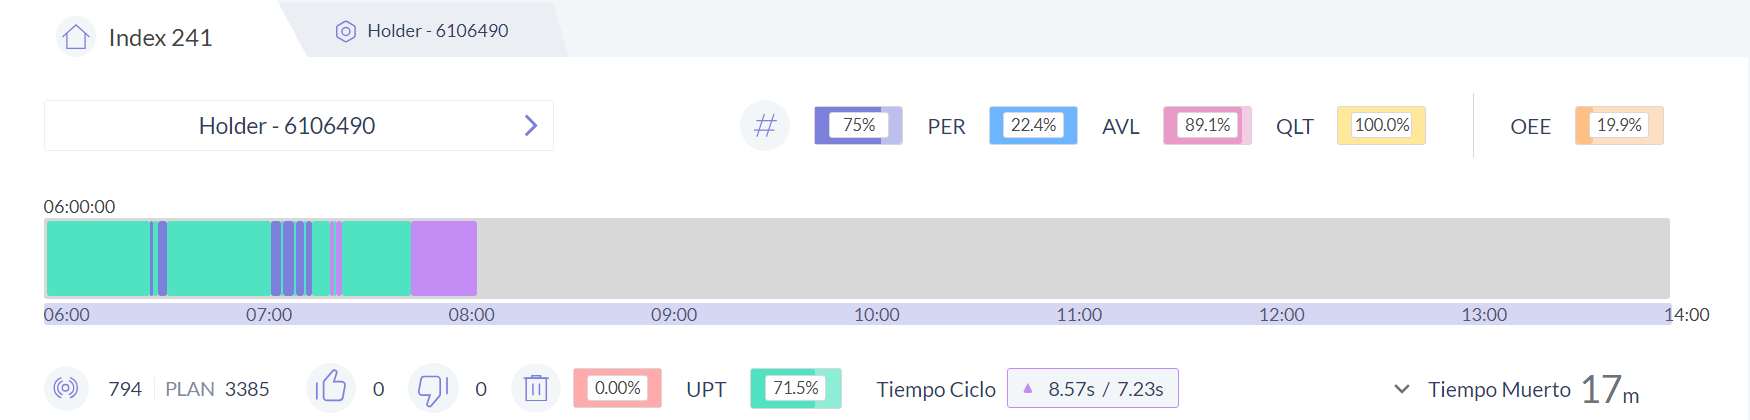 Index 241
Holder - 6106490
Holder - 6106490
# 75% PER 22.4% AVL 89.1% QLT 100.0% OEE 19.9%
06:00:00
06:00 07:00 08:00 09:00 10:00 11:00 12:00 13:00 14:00
794 PLAN 3385 0 0 0.00% UPT 71.5% Tiempo Ciclo 8.57s / 7.23s Tiempo Muerto 17m